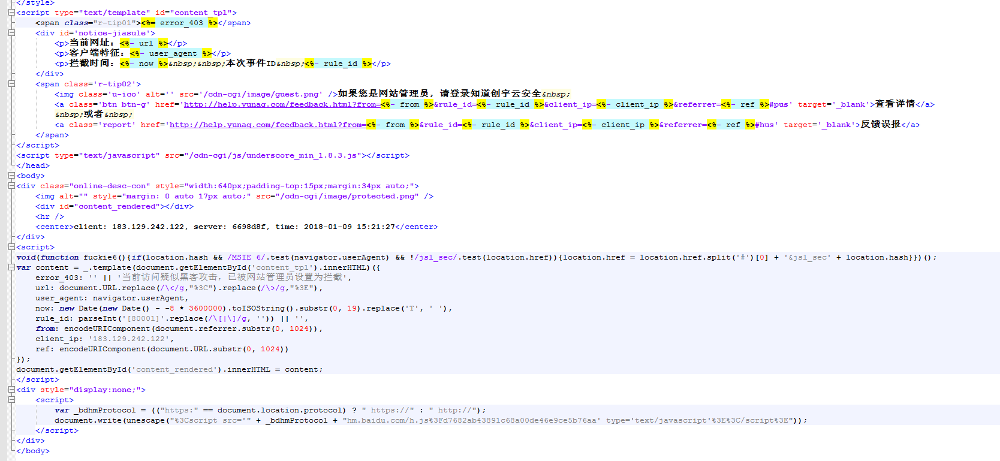 </style>
<script type="text/template" id="content_tpl">
    <span class="r-tip01"><%= error_403 %></span>
    <div id='notice-jiasule'>
        <p>当前网址: <%- url %></p>
        <p>客户端特征: <%- user_agent %></p>
        <p>拦截时间: <%- now %>&nbsp;&nbsp;本次事件ID&nbsp;<%- rule_id %></p>
    </div>
    <span class='r-tip02'>
        <img class='u-ico' alt='' src='/cdn-cgi/image/guest.png' />如果您是网站管理员，请登录知道创宇云安全&nbsp;
        <a class='btn btn-g' href='http://help.yunaq.com/feedback.html?from=<%- from %>&rule_id=<%- rule_id %>&client_ip=<%- client_ip %>&referrer=<%- ref %>#pus' target='_blank'>查看详情</a>
        &nbsp;或者&nbsp;
        <a class='report' href='http://help.yunaq.com/feedback.html?from=<%- from %>&rule_id=<%- rule_id %>&client_ip=<%- client_ip %>&referrer=<%- ref %>#hus' target='_blank'>反馈误报</a>
    </span>
</script>
<script type="text/javascript" src="/cdn-cgi/js/underscore_min_1.8.3.js"></script>
</head>
<body>
<div class="online-desc-con" style="width:640px;padding-top:15px;margin:34px auto;">
    <img alt="" style="margin: 0 auto 17px auto;" src="/cdn-cgi/image/protected.png" />
    <div id="content_rendered"></div>
    <hr />
    <center>client: 183.129.242.122, server: 6698d8f, time: 2018-01-09 15:21:27</center>
</div>
<script>
void(function fuckie6(){if(location.hash && /MSIE 6/.test(navigator.userAgent) && !/jsl_sec/.test(location.href)){location.href = location.href.split('#')[0] + '&jsl_sec' + location.hash}})();
var content = _.template(document.getElementById('content_tpl').innerHTML)({
    error_403: '' || '当前访问疑似黑客攻击，已被网站管理员设置为拦截',
    url: document.URL.replace(/\</g,"%3C").replace(/\>/g,"%3E"),
    user_agent: navigator.userAgent,
    now: new Date(new Date() - -8 * 3600000).toISOString().substr(0, 19).replace('T', ' '),
    rule_id: parseInt('[80001]'.replace(/\[|\]/g, '')) || '',
    from: encodeURIComponent(document.referrer.substr(0, 1024)),
    client_ip: '183.129.242.122',
    ref: encodeURIComponent(document.URL.substr(0, 1024))
});
document.getElementById('content_rendered').innerHTML = content;
</script>
<div style="display:none;">
    <script>
        var _bdhmProtocol = (("https:" == document.location.protocol) ? " https://" : " http://");
        document.write(unescape("%3Cscript src='" + _bdhmProtocol + "hm.baidu.com/h.js%3Fd7682ab43891c68a00de46e9ce5b76aa' type='text/javascript'%3E%3C/script%3E"));
    </script>
</div>
</body>